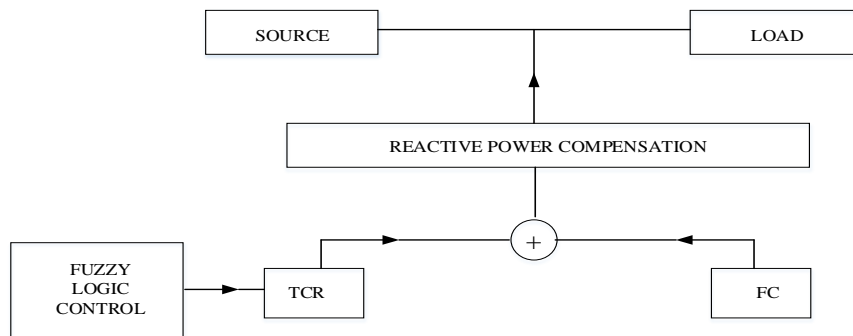 SOURCE
LOAD
REACTIVE POWER COMPENSATION
+
FUZZY
LOGIC
CONTROL
TCR
FC